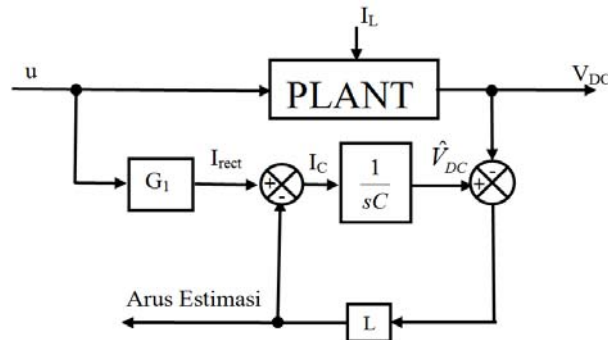 I_L
u
PLANT
V_DC
G_1
I_rect
+
-
I_C
1
sC
V̂_DC
+
-
Arus Estimasi
L